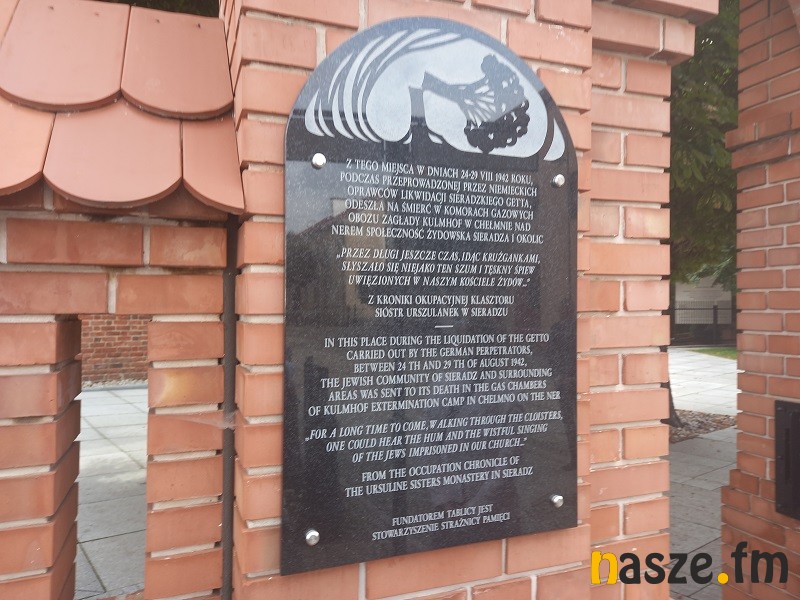 Z TEGO MIEJSCA W DNIACH 24-29 VIII 1942 ROKU,
PODCZAS PRZEPROWADZONEJ PRZEZ NIEMIECKICH
OPRAWCÓW LIKWIDACJI SIERADZKIEGO GETTA,
ODESZŁA NA ŚMIERĆ W KOMORACH GAZOWYCH
OBOZU ZAGŁADY KULMHOF W CHEŁMNIE NAD
NEREM SPOŁECZNOŚĆ ŻYDOWSKA SIERADZA I OKOLIC
„PRZEZ DŁUGI JESZCZE CZAS, IDĄC KRUŻGANKAMI,
SŁYSZAŁO SIĘ NIEJAKO TEN SZUM I TĘSKNY ŚPIEW
UWIĘZIONYCH W NASZYM KOŚCIELE ŻYDÓW..."
Z KRONIKI OKUPACYJNEJ KLASZTORU
SIÓSTR URSZULANEK W SIERADZU
IN THIS PLACE DURING THE LIQUIDATION OF THE GETTO
CARRIED OUT BY THE GERMAN PERPETRATORS,
BETWEEN 24 TH AND 29 TH OF AUGUST 1942,
THE JEWISH COMMUNITY OF SIERADZ AND SURROUNDING
AREAS WAS SENT TO ITS DEATH IN THE GAS CHAMBERS
OF KULMHOF EXTERMINATION CAMP IN CHELMNO ON THE NER
„FOR A LONG TIME TO COME, WALKING THROUGH THE CLOISTERS,
ONE COULD HEAR THE HUM AND THE WISTFUL SINGING
OF THE JEWS IMPRISONED IN OUR CHURCH..."
FROM THE OCCUPATION CHRONICLE OF
THE URSULINE SISTERS MONASTERY IN SIERADZ
FUNDATOREM TABLICY JEST
STOWARZYSZENIE STRAŻNICY PAMIĘCI
nasze.fm